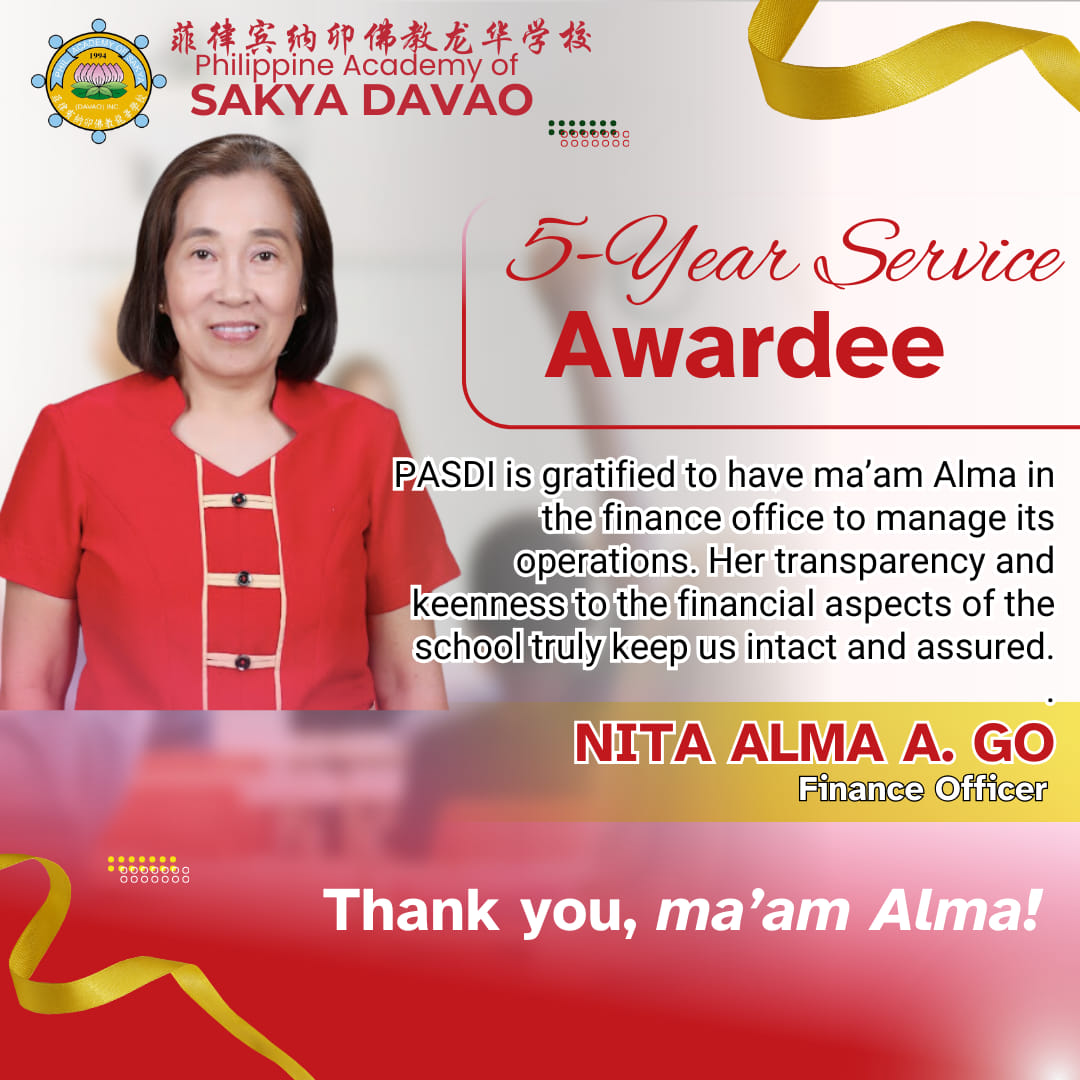 菲律宾纳卯佛教龙华学校
Philippine Academy of
SAKYA DAVAO
1994
(DAVAO) INC
5-Year Service
Awardee
PASDI is gratified to have ma’am Alma in
the finance office to manage its
operations. Her transparency and
keenness to the financial aspects of the
school truly keep us intact and assured.
.
NITA ALMA A. GO
Finance Officer
Thank you, ma’am Alma!